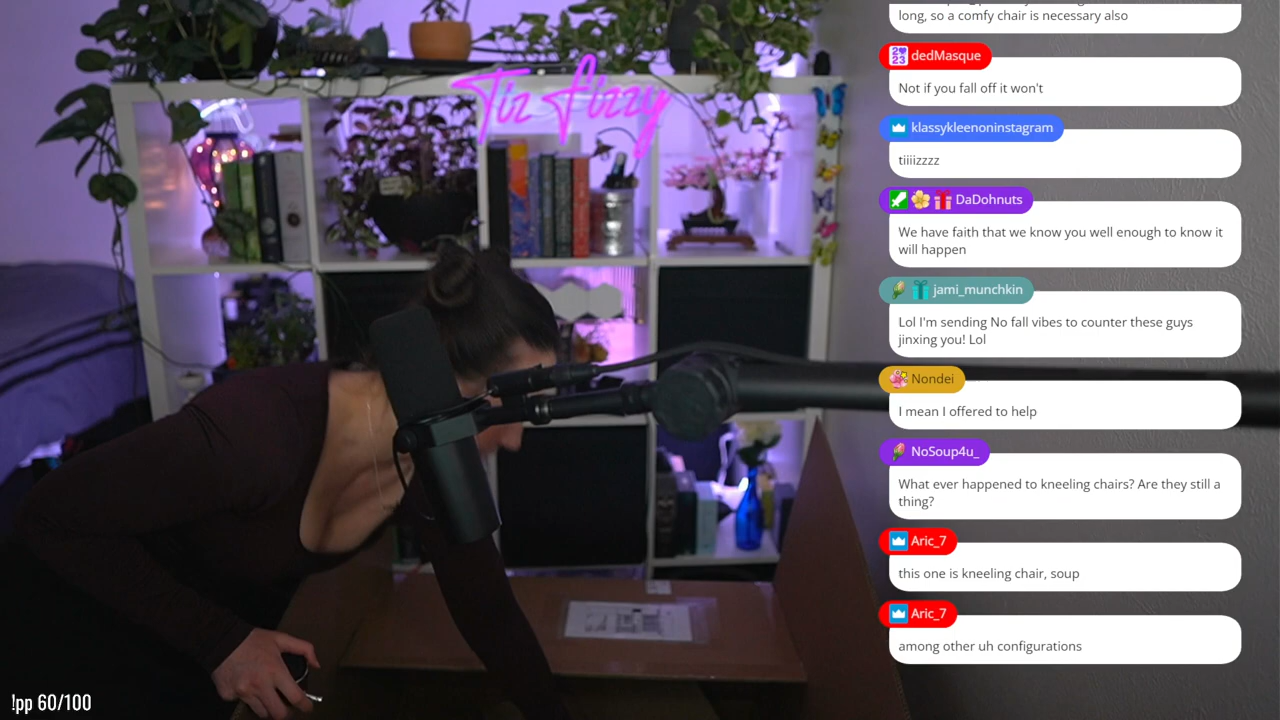 long, so a comfy chair is necessary also
dedMasque
Not if you fall off it won't
klassykleenoninstagram
tiiiizzzz
DaDohnuts
We have faith that we know you well enough to know it
will happen
jami_munchkin
Lol I'm sending No fall vibes to counter these guys
jinxing you! Lol
Nondei
I mean I offered to help
NoSoup4u_
What ever happened to kneeling chairs? Are they still a
thing?
Aric_7
this one is kneeling chair, soup
Aric_7
among other uh configurations
Tiz Fizzy
!pp 60/100